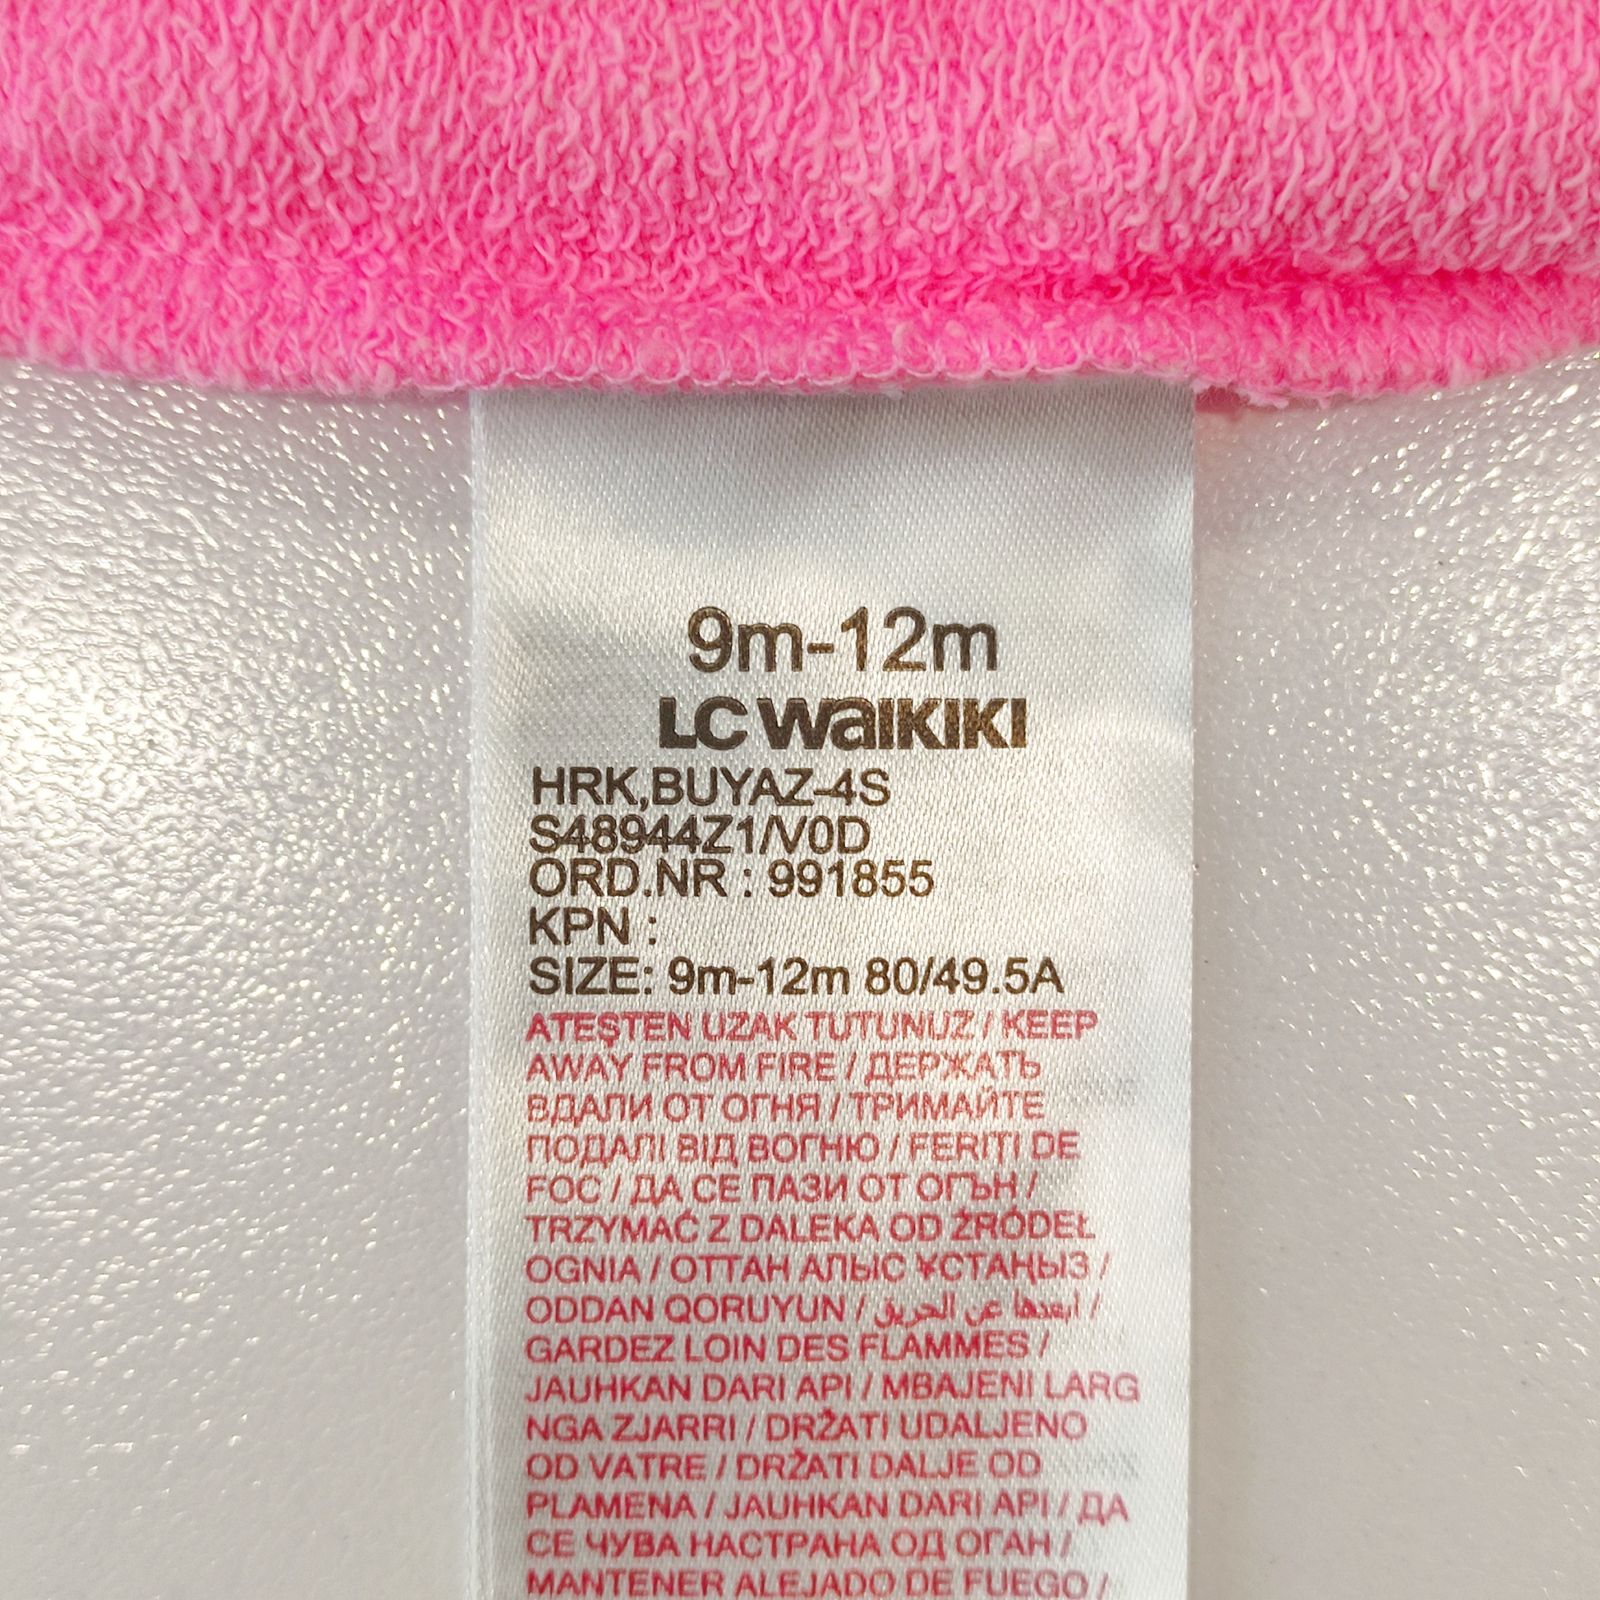 9m-12m
LC WAIKIKI
HRK,BUYAZ-4S
S48944Z1/V0D
ORD.NR : 991855
KPN :
SIZE: 9m-12m 80/49.5A
ATEŞTEN UZAK TUTUNUZ / KEEP
AWAY FROM FIRE / ДЕРЖАТЬ
ВДАЛИ ОТ ОГНЯ / ТРИМАЙТЕ
ПОДАЛІ ВІД ВОГНЮ / FERIȚI DE
FOC / ДА СЕ ПАЗИ ОТ ОГЪН /
TRZYMAĆ Z DALEKA OD ŹRÓDEŁ
OGNIA / ОТТАН АЛЫС ҰСТАҢЫЗ /
ODDAN QORUYUN / ابعدها عن الحريق /
GARDEZ LOIN DES FLAMMES /
JAUHKAN DARI API / MBAJENI LARG
NGA ZJARRI / DRŽATI UDALJENO
OD VATRE / DRŽATI DALJE OD
PLAMENA / JAUHKAN DARI API / ДА
СЕ ЧУВА НАСТРАНА ОД ОГАН /
MANTENER ALEJADO DE FUEGO /